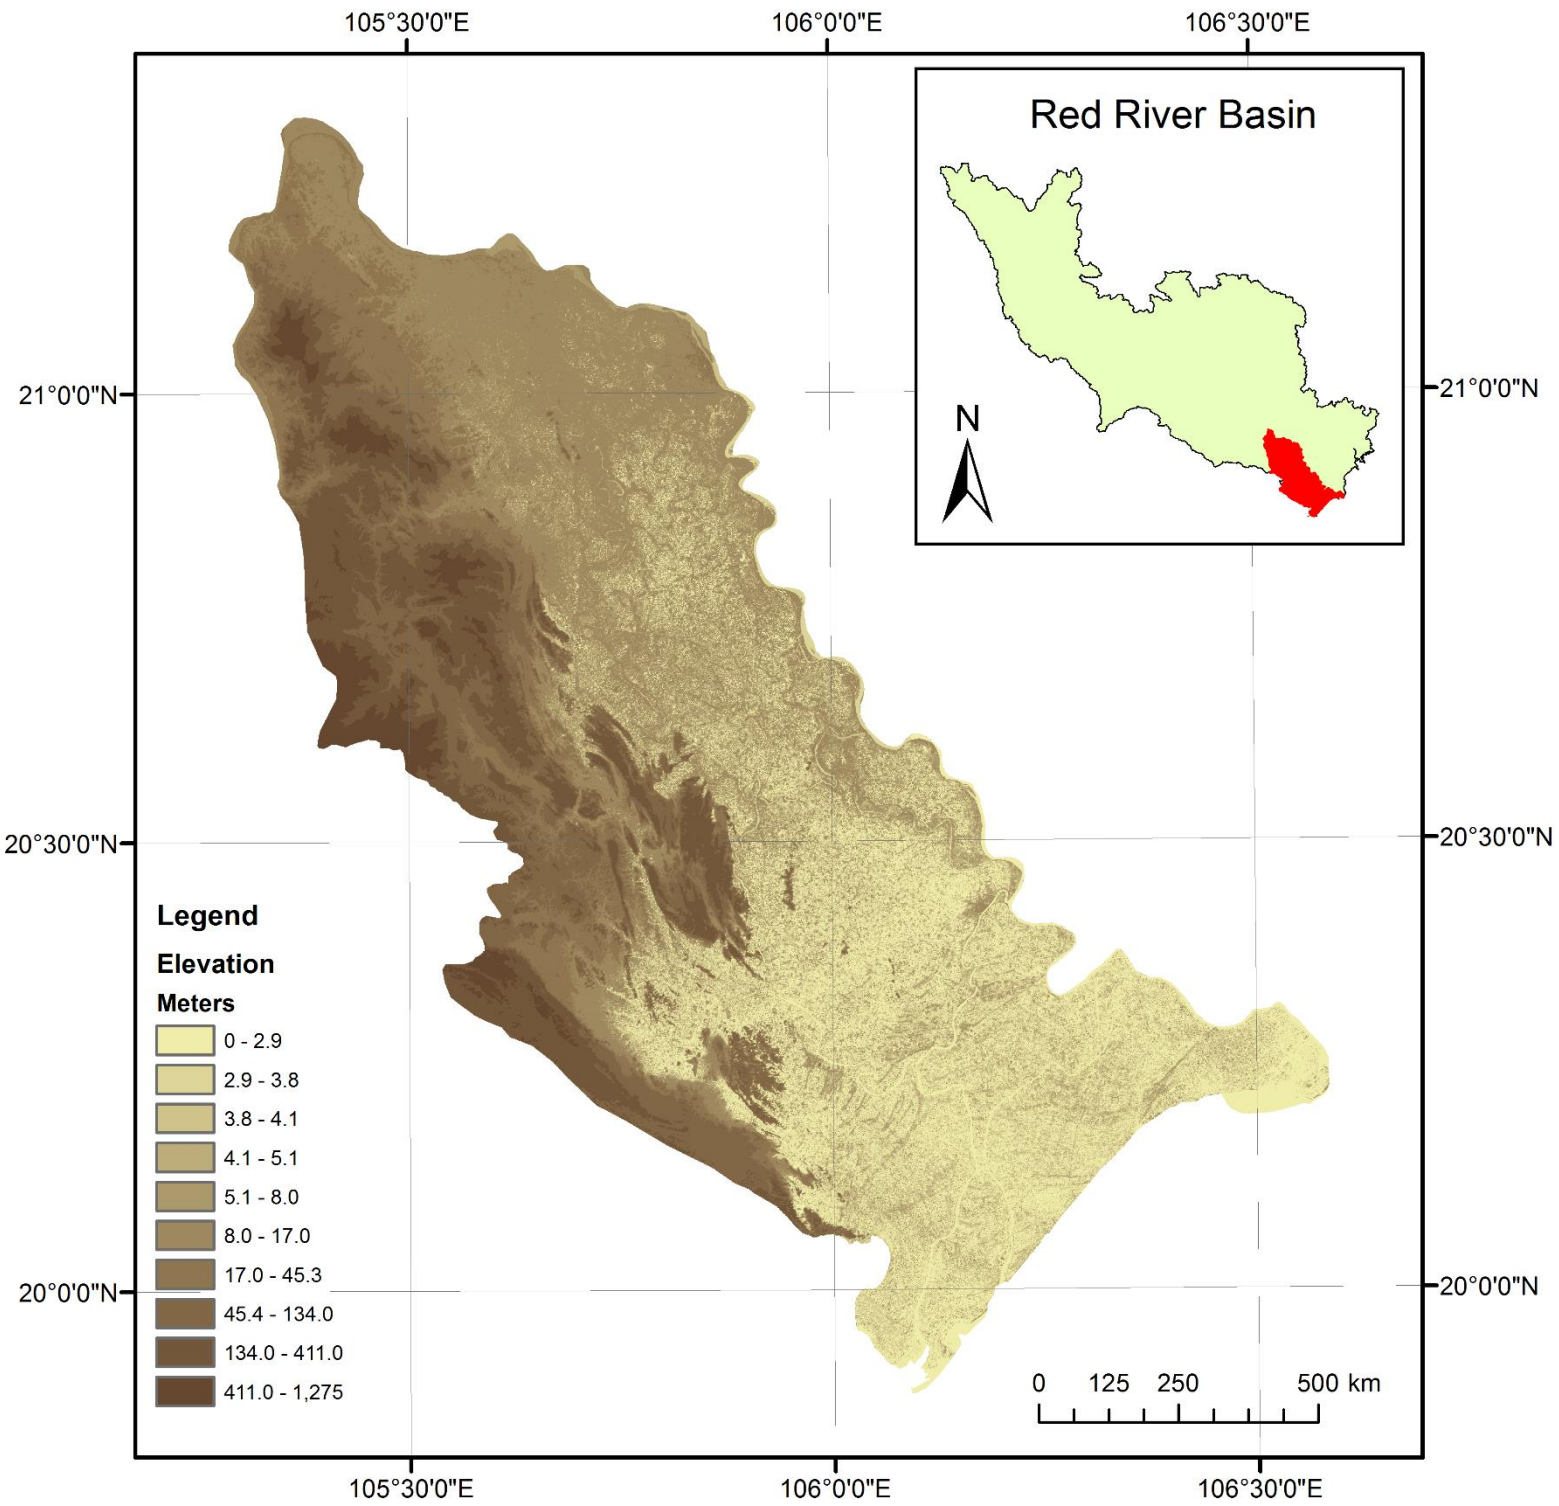 105°30'0"E 106°0'0"E 106°30'0"E
Red River Basin
N
21°0'0"N 21°0'0"N
20°30'0"N 20°30'0"N
Legend
Elevation
Meters
0 - 2.9
2.9 - 3.8
3.8 - 4.1
4.1 - 5.1
5.1 - 8.0
8.0 - 17.0
17.0 - 45.3
45.4 - 134.0
134.0 - 411.0
411.0 - 1,275
20°0'0"N 20°0'0"N
0 125 250 500 km
105°30'0"E 106°0'0"E 106°30'0"E